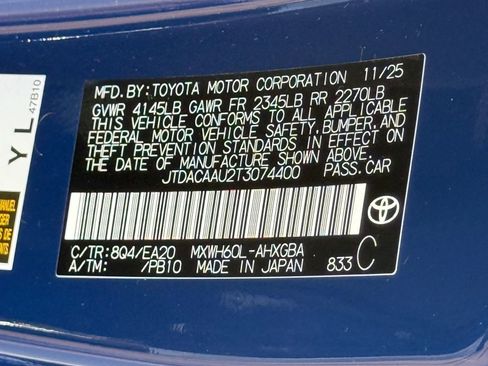 MFD. BY: TOYOTA MOTOR CORPORATION 11/25
GVWR 4145LB GAWR FR 2345LB RR 2270LB
THIS VEHICLE CONFORMS TO ALL APPLICABLE
FEDERAL MOTOR VEHICLE SAFETY, BUMPER, AND
THEFT PREVENTION STANDARDS IN EFFECT ON
THE DATE OF MANUFACTURE SHOWN ABOVE.
JTDACAAU2T3074400 PASS. CAR
C/TR: 8Q4/EA20 MXWH60L-AHXGBA
A/TM: /PB10 MADE IN JAPAN 833 C
TOYOTA
Y L
47B10